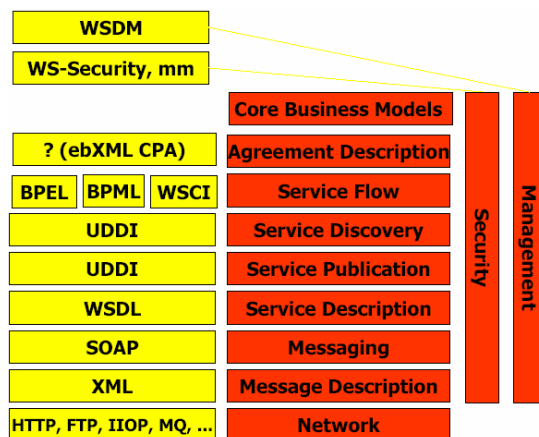 WSDM
WS-Security, mm
Core Business Models
? (ebXML CPA)
Agreement Description
BPEL
BPML
WSCI
Service Flow
UDDI
Service Discovery
UDDI
Service Publication
WSDL
Service Description
SOAP
Messaging
XML
Message Description
HTTP, FTP, IIOP, MQ, ...
Network
Security
Management